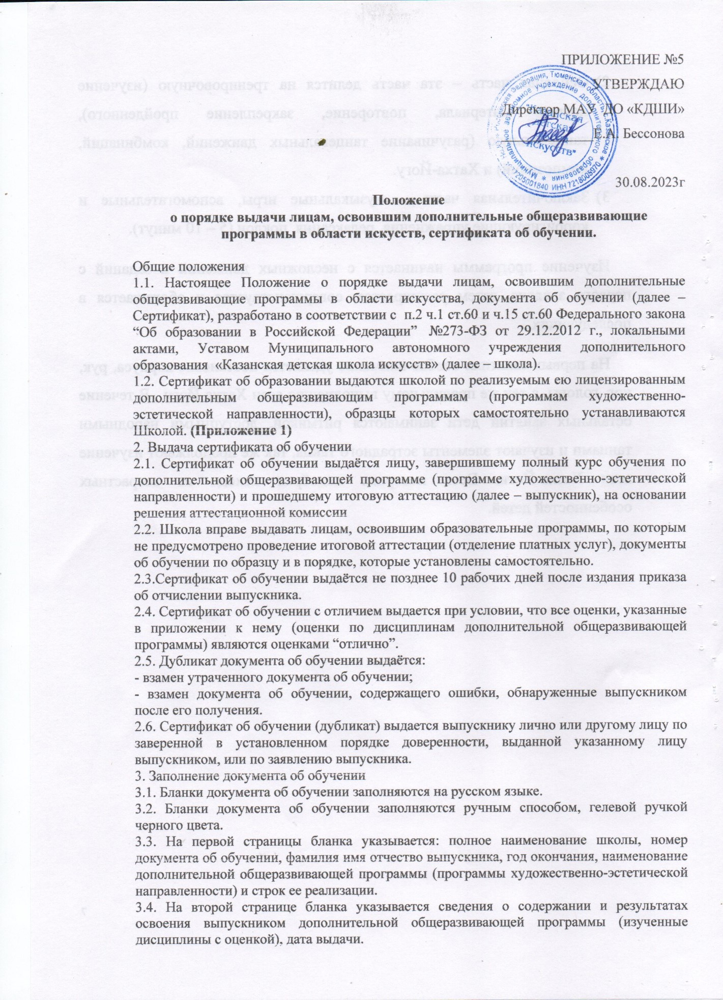 ПРИЛОЖЕНИЕ №5
УТВЕРЖДАЮ
Директор МАУ ДО «КДШИ»
Е.А. Бессонова
Российская Федерация, Тюменская область, с.Казанское * ИНН 7218005970
Муниципальное автономное учреждение дополнительного образования *
"Казанская
детская
искусств"
30.08.2023г
Положение
о порядке выдачи лицам, освоившим дополнительные общеразвивающие
программы в области искусств, сертификата об обучении.
Общие положения
1.1. Настоящее Положение о порядке выдачи лицам, освоившим дополнительные
общеразвивающие программы в области искусства, документа об обучении (далее –
Сертификат), разработано в соответствии с п.2 ч.1 ст.60 и ч.15 ст.60 Федерального закона
“Об образовании в Российской Федерации” №273-ФЗ от 29.12.2012 г., локальными
актами, Уставом Муниципального автономного учреждения дополнительного
образования «Казанская детская школа искусств» (далее – школа).
1.2. Сертификат об образовании выдаются школой по реализуемым ею лицензированным
дополнительным общеразвивающим программам (программам художественно-
эстетической направленности), образцы которых самостоятельно устанавливаются
Школой. (Приложение 1)
2. Выдача сертификата об обучении
2.1. Сертификат об обучении выдаётся лицу, завершившему полный курс обучения по
дополнительной общеразвивающей программе (программе художественно-эстетической
направленности) и прошедшему итоговую аттестацию (далее – выпускник), на основании
решения аттестационной комиссии
2.2. Школа вправе выдавать лицам, освоившим образовательные программы, по которым
не предусмотрено проведение итоговой аттестации (отделение платных услуг), документы
об обучении по образцу и в порядке, которые установлены самостоятельно.
2.3.Сертификат об обучении выдаётся не позднее 10 рабочих дней после издания приказа
об отчислении выпускника.
2.4. Сертификат об обучении с отличием выдается при условии, что все оценки, указанные
в приложении к нему (оценки по дисциплинам дополнительной общеразвивающей
программы) являются оценками “отлично”.
2.5. Дубликат документа об обучении выдаётся:
- взамен утраченного документа об обучении;
- взамен документа об обучении, содержащего ошибки, обнаруженные выпускником
после его получения.
2.6. Сертификат об обучении (дубликат) выдается выпускнику лично или другому лицу по
заверенной в установленном порядке доверенности, выданной указанному лицу
выпускником, или по заявлению выпускника.
3. Заполнение документа об обучении
3.1. Бланки документа об обучении заполняются на русском языке.
3.2. Бланки документа об обучении заполняются ручным способом, гелевой ручкой
черного цвета.
3.3. На первой страницы бланка указывается: полное наименование школы, номер
документа об обучении, фамилия имя отчество выпускника, год окончания, наименование
дополнительной общеразвивающей программы (программы художественно-эстетической
направленности) и строк ее реализации.
3.4. На второй странице бланка указывается сведения о содержании и результатах
освоения выпускником дополнительной общеразвивающей программы (изученные
дисциплины с оценкой), дата выдачи.